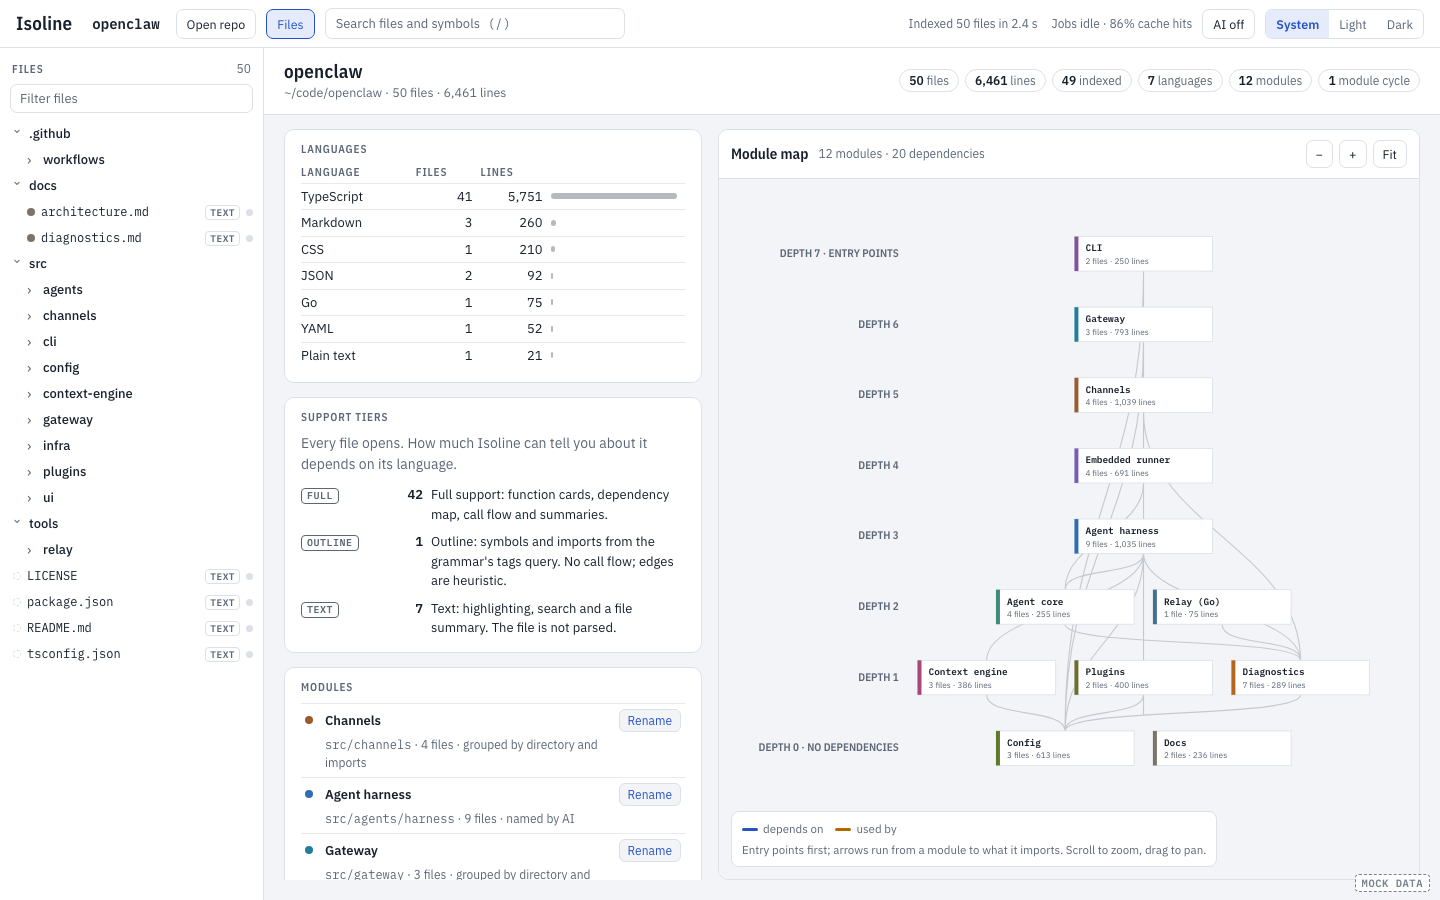 Isoline openclaw Open repo Files Search files and symbols (/) Indexed 50 files in 2.4 s Jobs idle · 86% cache hits AI off System Light Dark
FILES 50
Filter files
.github
workflows
docs
architecture.md TEXT
diagnostics.md TEXT
src
agents
channels
cli
config
context-engine
gateway
infra
plugins
ui
tools
relay
LICENSE TEXT
package.json TEXT
README.md TEXT
tsconfig.json TEXT
openclaw
~/code/openclaw · 50 files · 6,461 lines
50 files 6,461 lines 49 indexed 7 languages 12 modules 1 module cycle
LANGUAGES
LANGUAGE FILES LINES
TypeScript 41 5,751
Markdown 3 260
CSS 1 210
JSON 2 92
Go 1 75
YAML 1 52
Plain text 1 21
SUPPORT TIERS
Every file opens. How much Isoline can tell you about it
depends on its language.
FULL 42 Full support: function cards, dependency
map, call flow and summaries.
OUTLINE 1 Outline: symbols and imports from the
grammar's tags query. No call flow; edges
are heuristic.
TEXT 7 Text: highlighting, search and a file
summary. The file is not parsed.
MODULES
Channels Rename
src/channels · 4 files · grouped by directory and
imports
Agent harness Rename
src/agents/harness · 9 files · named by AI
Gateway Rename
src/gateway · 3 files · grouped by directory and
Module map 12 modules · 20 dependencies − + Fit
DEPTH 7 · ENTRY POINTS
CLI
2 files · 250 lines
DEPTH 6
Gateway
3 files · 793 lines
DEPTH 5
Channels
4 files · 1,039 lines
DEPTH 4
Embedded runner
4 files · 691 lines
DEPTH 3
Agent harness
9 files · 1,035 lines
DEPTH 2
Agent core
4 files · 255 lines
Relay (Go)
1 file · 75 lines
DEPTH 1
Context engine
3 files · 386 lines
Plugins
2 files · 400 lines
Diagnostics
7 files · 289 lines
DEPTH 0 · NO DEPENDENCIES
Config
3 files · 613 lines
Docs
2 files · 236 lines
depends on used by
Entry points first; arrows run from a module to what it imports. Scroll to zoom, drag to pan.
MOCK DATA